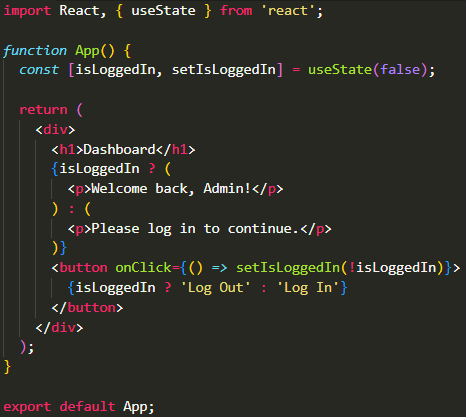 import React, { useState } from 'react';

function App() {
  const [isLoggedIn, setIsLoggedIn] = useState(false);

  return (
    <div>
      <h1>Dashboard</h1>
      {isLoggedIn ? (
        <p>Welcome back, Admin!</p>
      ) : (
        <p>Please log in to continue.</p>
      )}
      <button onClick={() => setIsLoggedIn(!isLoggedIn)}>
        {isLoggedIn ? 'Log Out' : 'Log In'}
      </button>
    </div>
  );
}

export default App;